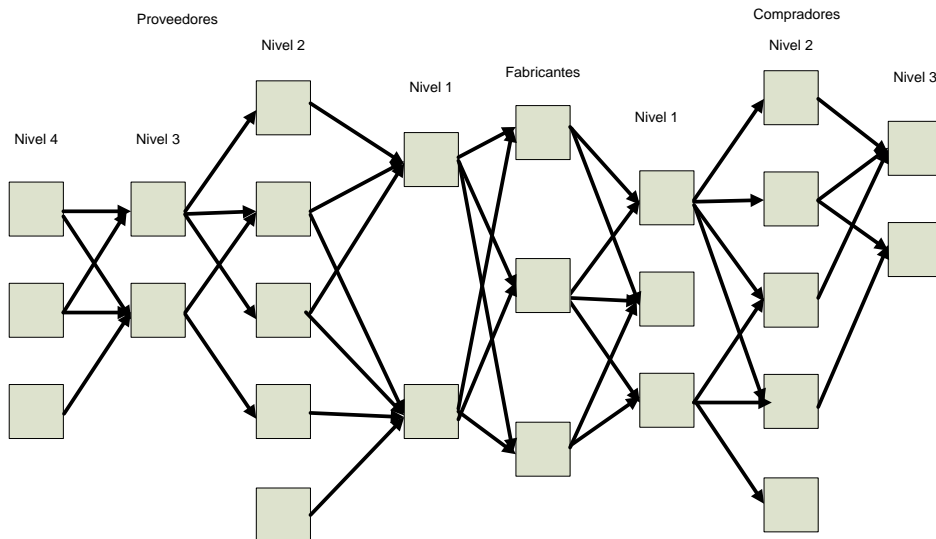 Proveedores
Compradores
Nivel 2
Nivel 2
Fabricantes
Nivel 3
Nivel 1
Nivel 1
Nivel 4
Nivel 3